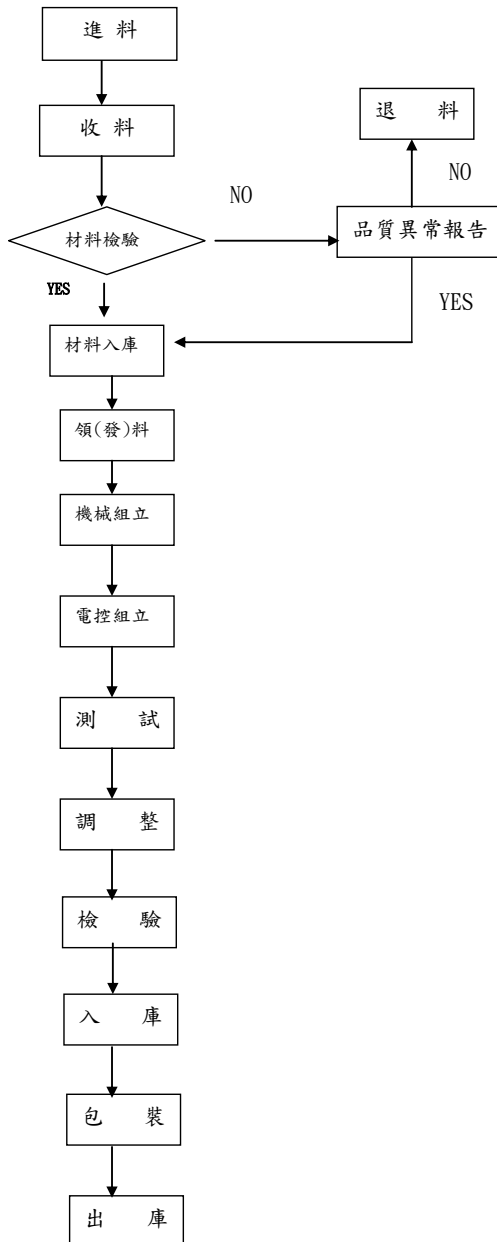 進 料
收 料
退 料
NO
NO
材料檢驗
品質異常報告
YES
YES
材料入庫
領(發)料
機械組立
電控組立
測 試
調 整
檢 驗
入 庫
包 裝
出 庫